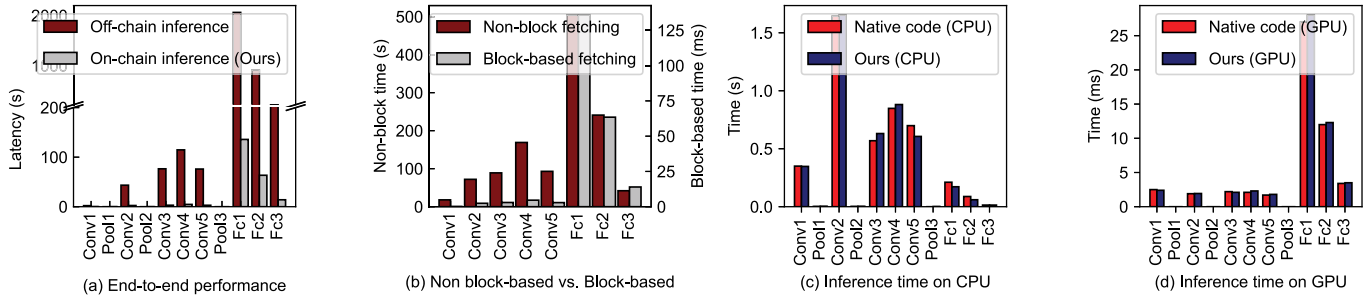 Latency (s)
2000
1000
200
100
0
Off-chain inference
On-chain inference (Ours)
Conv1
Pool1
Conv2
Pool2
Conv3
Conv4
Conv5
Pool3
Fc1
Fc2
Fc3
(a) End-to-end performance
Non-block time (s)
500
400
300
200
100
0
Non-block fetching
Block-based fetching
125
100
75
50
25
0
Block-based time (ms)
Conv1
Conv2
Conv3
Conv4
Conv5
Fc1
Fc2
Fc3
(b) Non block-based vs. Block-based
Time (s)
1.5
1.0
0.5
0.0
Native code (CPU)
Ours (CPU)
Conv1
Pool1
Conv2
Pool2
Conv3
Conv4
Conv5
Pool3
Fc1
Fc2
Fc3
(c) Inference time on CPU
Time (ms)
25
20
15
10
5
0
Native code (GPU)
Ours (GPU)
Conv1
Pool1
Conv2
Pool2
Conv3
Conv4
Conv5
Pool3
Fc1
Fc2
Fc3
(d) Inference time on GPU